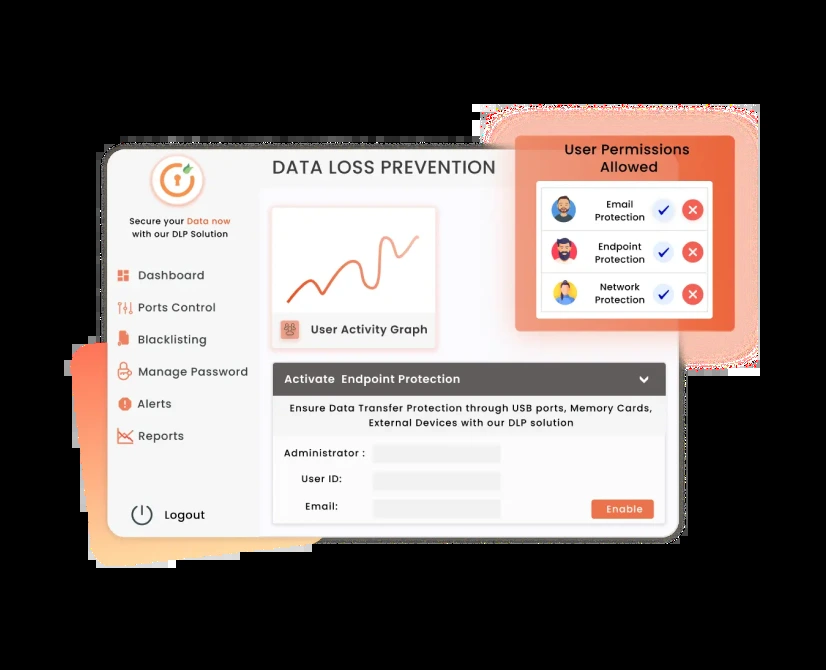 DATA LOSS PREVENTION
Secure your Data now
with our DLP Solution
Dashboard
Ports Control
Blacklisting
Manage Password
Alerts
Reports
Logout
User Activity Graph
User Permissions
Allowed
Email
Protection
Endpoint
Protection
Network
Protection
Activate Endpoint Protection
Ensure Data Transfer Protection through USB ports, Memory Cards,
External Devices with our DLP solution
Administrator :
User ID:
Email:
Enable